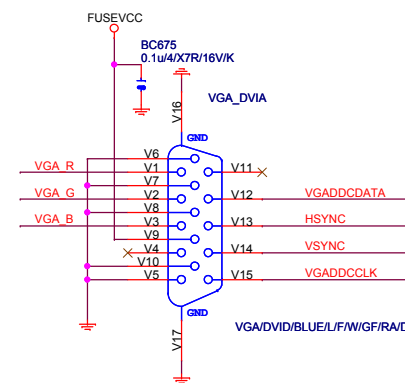 FUSEVCC
BC675
0.1u/4/X7R/16V/K
V16
VGA_DVIA
GND
V6
VGA_R V1 V11
V7
VGA_G V2 V12 VGADDCDATA
V8
VGA_B V3 V13 HSYNC
V9
V4 V14 VSYNC
V10
V5 V15 VGADDCCLK
GND
V17
VGA/DVID/BLUE/L/F/W/GF/RA/D